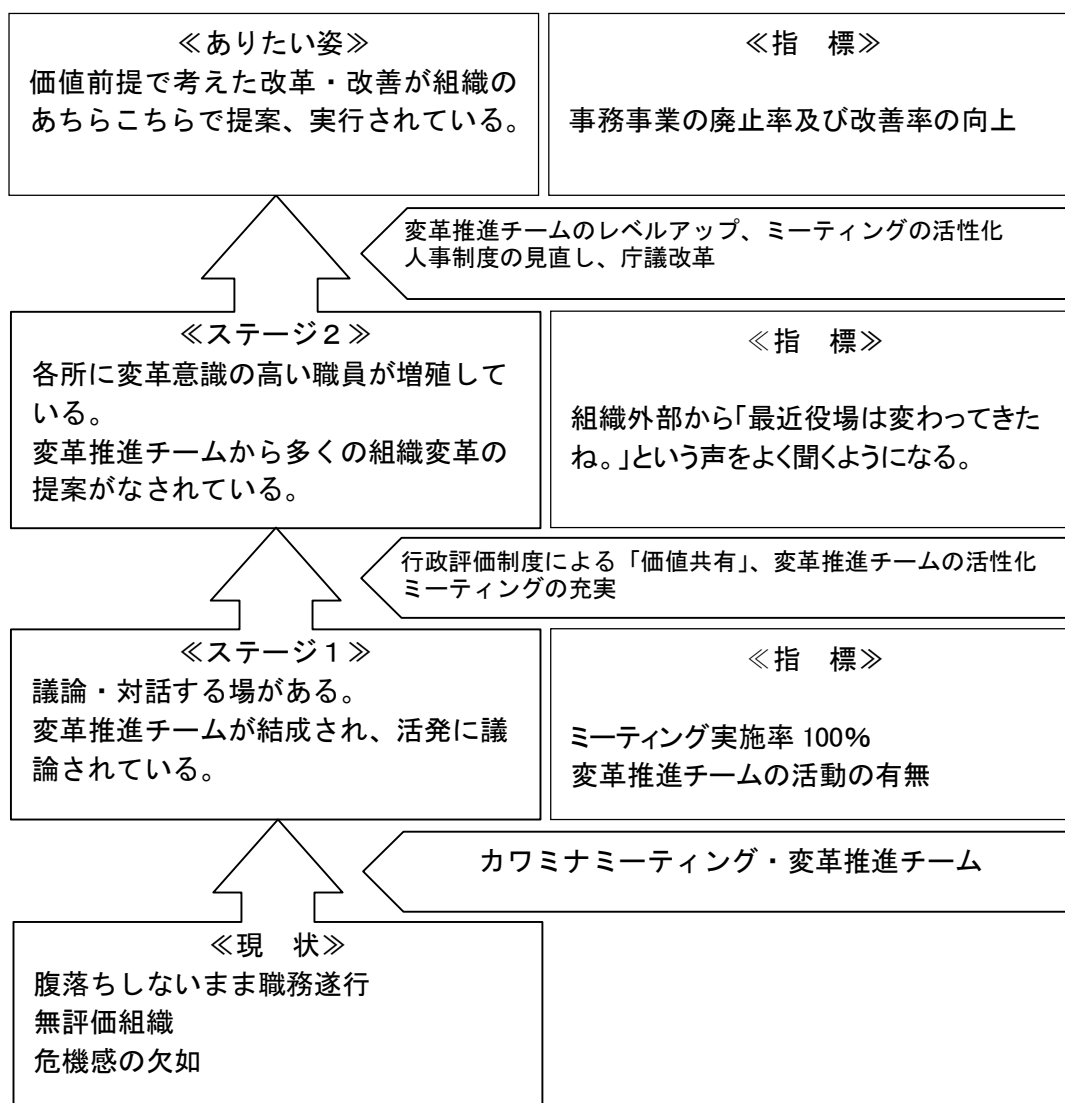 ≪ありたい姿≫
価値前提で考えた改革・改善が組織の
あちらこちらで提案、実行されている。
≪指　標≫
事務事業の廃止率及び改善率の向上
変革推進チームのレベルアップ、ミーティングの活性化
人事制度の見直し、庁議改革
≪ステージ２≫
各所に変革意識の高い職員が増殖して
いる。
変革推進チームから多くの組織変革の
提案がなされている。
≪指　標≫
組織外部から「最近役場は変わってきた
ね。」という声をよく聞くようになる。
行政評価制度による「価値共有」、変革推進チームの活性化
ミーティングの充実
≪ステージ１≫
議論・対話する場がある。
変革推進チームが結成され、活発に議
論されている。
≪指　標≫
ミーティング実施率 100%
変革推進チームの活動の有無
カワミナミーティング・変革推進チーム
≪現　状≫
腹落ちしないまま職務遂行
無評価組織
危機感の欠如